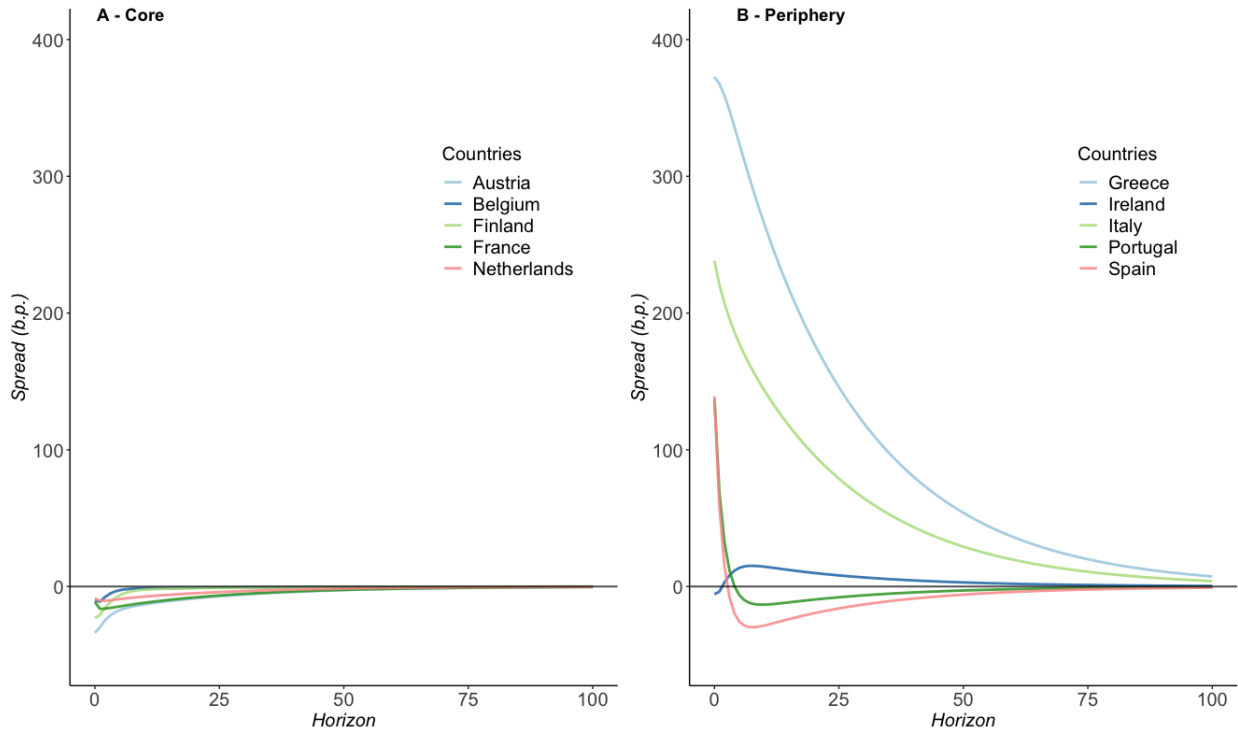 A - Core
400
300
200
100
0
Spread (b.p.)
Countries
Austria
Belgium
Finland
France
Netherlands
0
25
50
75
100
Horizon
B - Periphery
400
300
200
100
0
Spread (b.p.)
Countries
Greece
Ireland
Italy
Portugal
Spain
0
25
50
75
100
Horizon